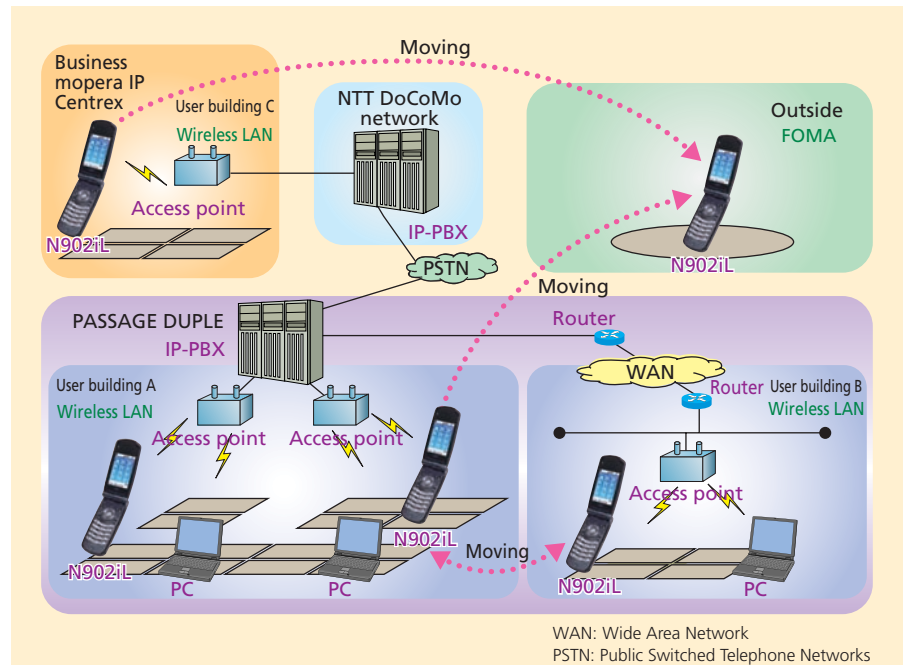 Moving
Business
mopera IP
Centrex
User building C
Wireless LAN
Access point
N902iL
NTT DoCoMo
network
IP-PBX
PSTN
Outside
FOMA
N902iL
Moving
PASSAGE DUPLE
IP-PBX
Router
WAN
Router
User building A
Wireless LAN
Access point
Access point
N902iL
PC
PC
N902iL
Moving
User building B
Wireless LAN
Access point
N902iL
PC
WAN: Wide Area Network
PSTN: Public Switched Telephone Networks